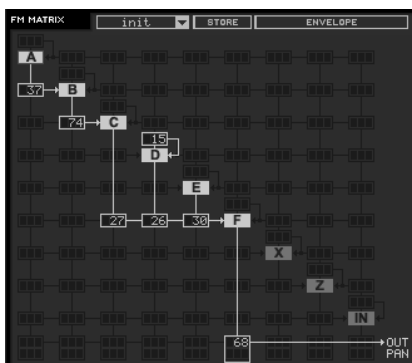 FM MATRIX init STORE ENVELOPE
A
37 B
74 C
15
D
E
27 26 30 F
X
Z
IN
68 OUT
PAN